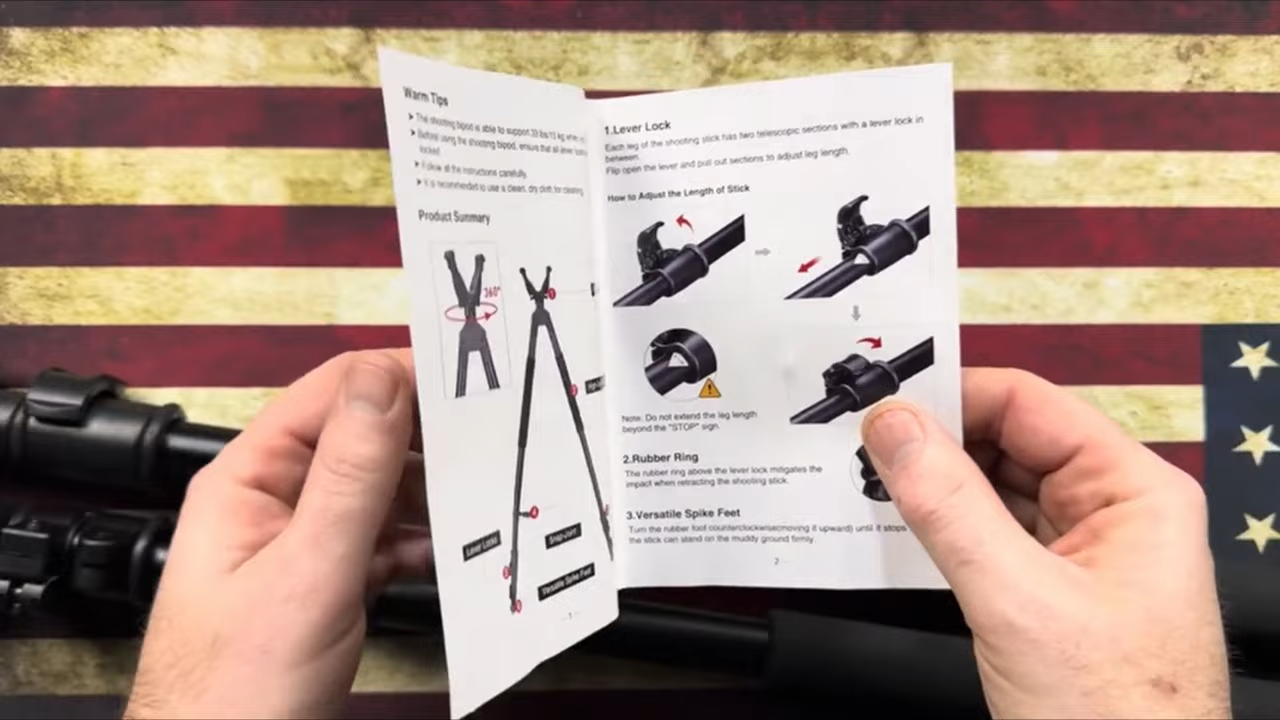 Warm Tips
➤ The shooting bipod is able to support 33 lbs/15 kg when
➤ Before using the shooting bipod, ensure that all lever
locked!
➤ Follow all the instructions carefully.
➤ It is recommended to use a clean, dry cloth for cleaning
Product Summary
360°
1
4
Lever Locks
Snap-Joint
Versatile Spike Feet
1
1.Lever Lock
Each leg of the shooting stick has two telescopic sections with a lever lock in
between.
Flip open the lever and pull out sections to adjust leg length.
How to Adjust the Length of Stick
Note: Do not extend the leg length
beyond the "STOP" sign.
2.Rubber Ring
The rubber ring above the lever lock mitigates the
impact when retracting the shooting stick.
3.Versatile Spike Feet
Turn the rubber foot counterclockwise(moving it upward) until it stops
the stick can stand on the muddy ground firmly.
2